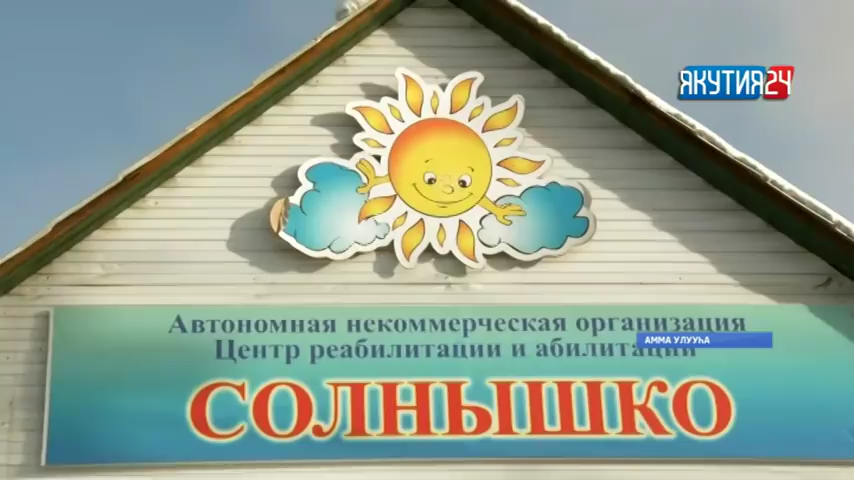 ЯКУТИЯ24
Автономная некоммерческая организация
АММА УЛУУҺА
Центр реабилитации и абилитации
СОЛНЫШКО